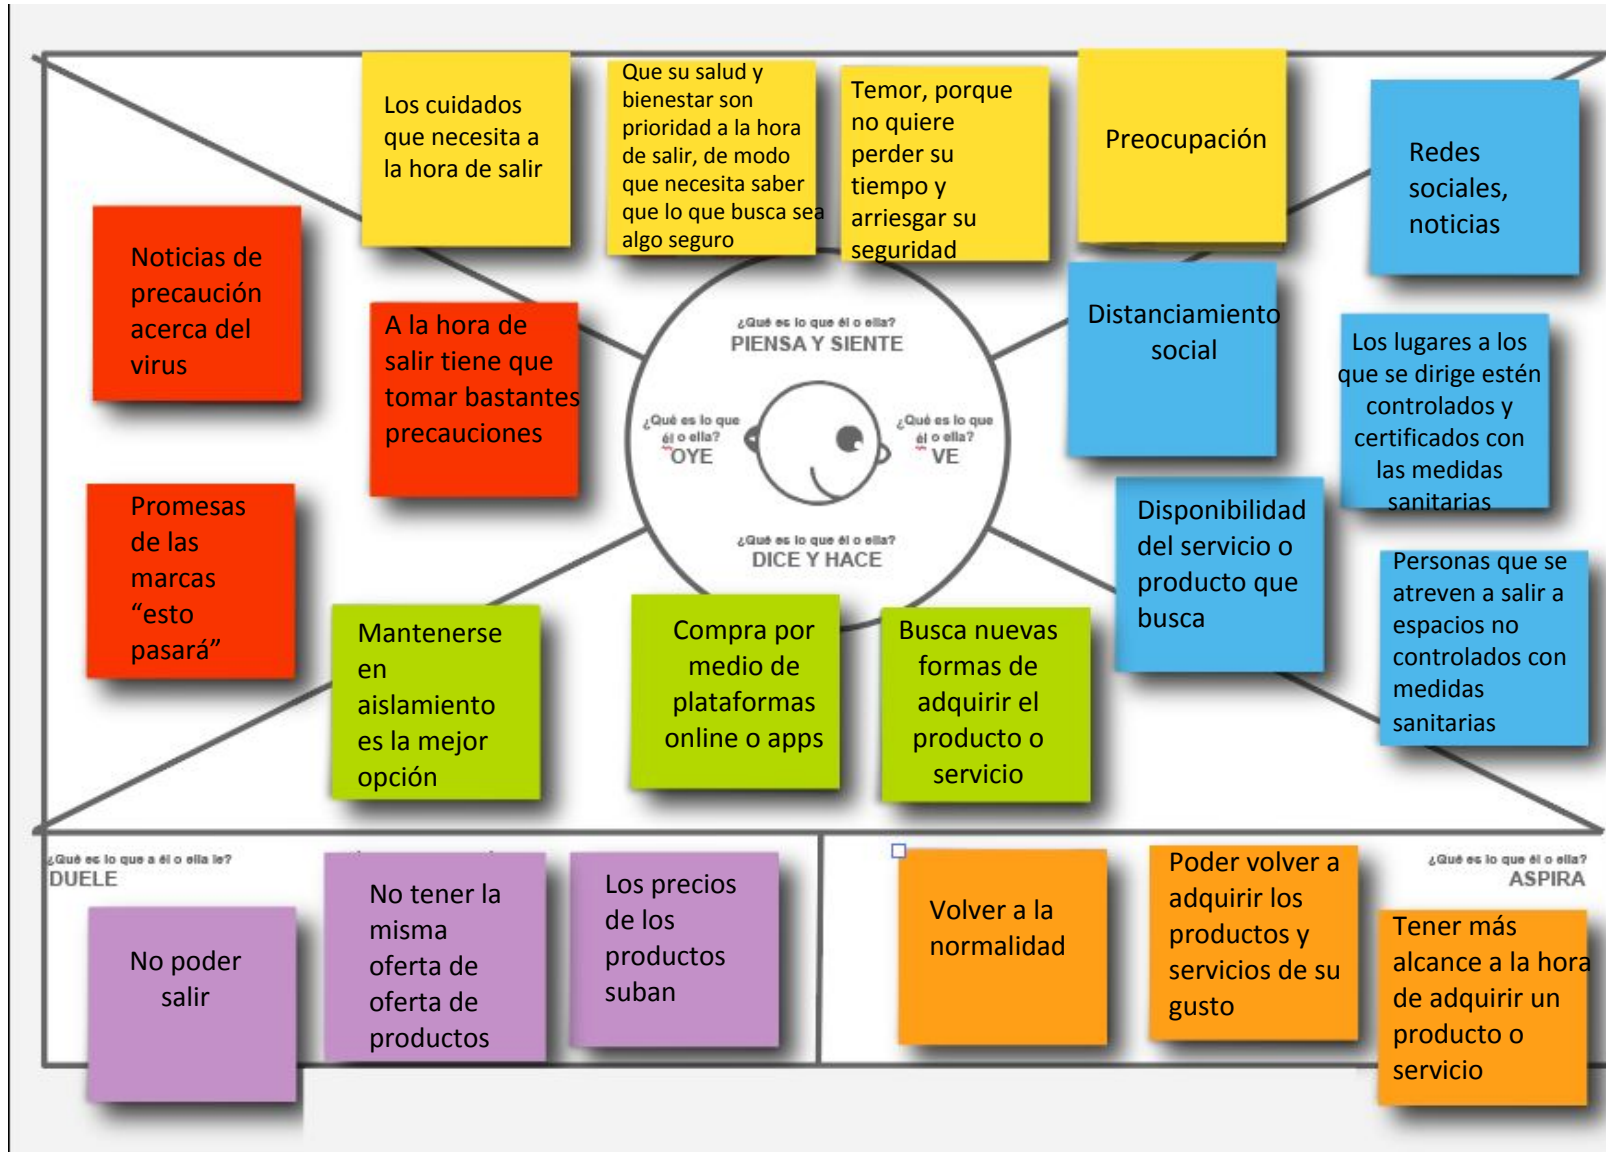 Los cuidados
que necesita a
la hora de salir
Que su salud y
bienestar son
prioridad a la hora
de salir, de modo
que necesita saber
que lo que busca sea
algo seguro
Temor, porque
no quiere
perder su
tiempo y
arriesgar su
seguridad
Preocupación
Redes
sociales,
noticias
Noticias de
precaución
acerca del
virus
A la hora de
salir tiene que
tomar bastantes
precauciones
¿Qué es lo que él o ella?
PIENSA Y SIENTE
¿Qué es lo que
él o ella?
OYE
¿Qué es lo que
él o ella?
VE
¿Qué es lo que él o ella?
DICE Y HACE
Distanciamiento
social
Los lugares a los
que se dirige estén
controlados y
certificados con
las medidas
sanitarias
Promesas
de las
marcas
“esto
pasará”
Disponibilidad
del servicio o
producto que
busca
Personas que se
atreven a salir a
espacios no
controlados con
medidas
sanitarias
Mantenerse
en
aislamiento
es la mejor
opción
Compra por
medio de
plataformas
online o apps
Busca nuevas
formas de
adquirir el
producto o
servicio
¿Qué es lo que a él o ella le?
DUELE
No poder
salir
No tener la
misma
oferta de
oferta de
productos
Los precios
de los
productos
suban
¿Qué es lo que él o ella?
ASPIRA
Volver a la
normalidad
Poder volver a
adquirir los
productos y
servicios de su
gusto
Tener más
alcance a la hora
de adquirir un
producto o
servicio